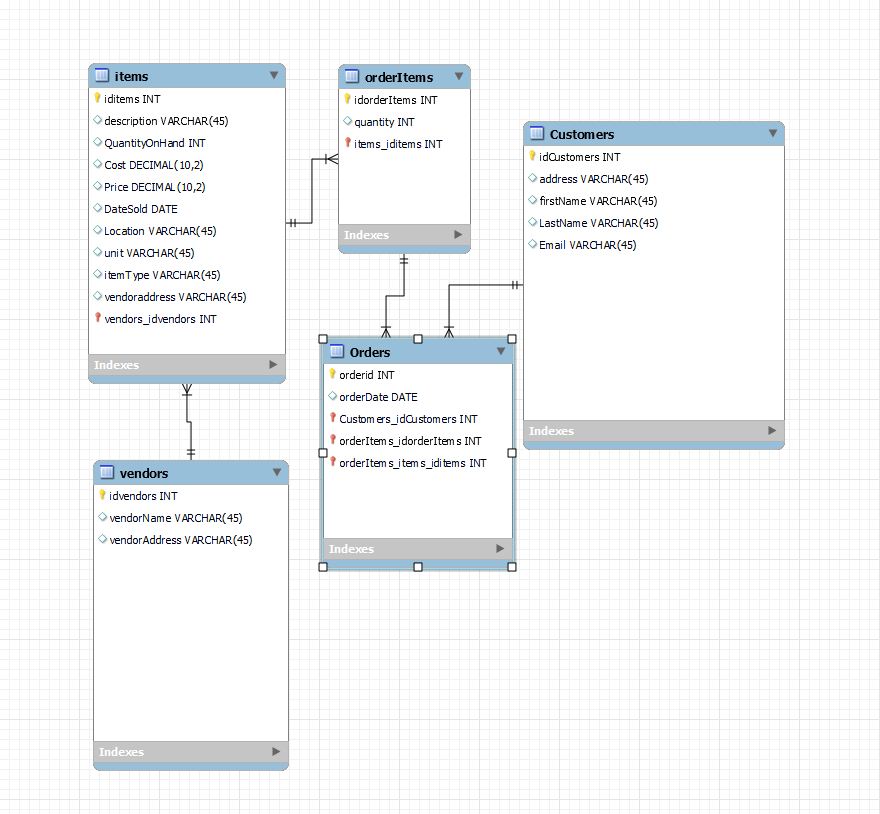 items
iditems INT
description VARCHAR(45)
QuantityOnHand INT
Cost DECIMAL(10,2)
Price DECIMAL(10,2)
DateSold DATE
Location VARCHAR(45)
unit VARCHAR(45)
itemType VARCHAR(45)
vendoraddress VARCHAR(45)
vendors_idvendors INT
Indexes
orderItems
idorderItems INT
quantity INT
items_iditems INT
Indexes
Customers
idCustomers INT
address VARCHAR(45)
firstName VARCHAR(45)
LastName VARCHAR(45)
Email VARCHAR(45)
Indexes
Orders
orderid INT
orderDate DATE
Customers_idCustomers INT
orderItems_idorderItems INT
orderItems_items_iditems INT
Indexes
vendors
idvendors INT
vendorName VARCHAR(45)
vendorAddress VARCHAR(45)
Indexes